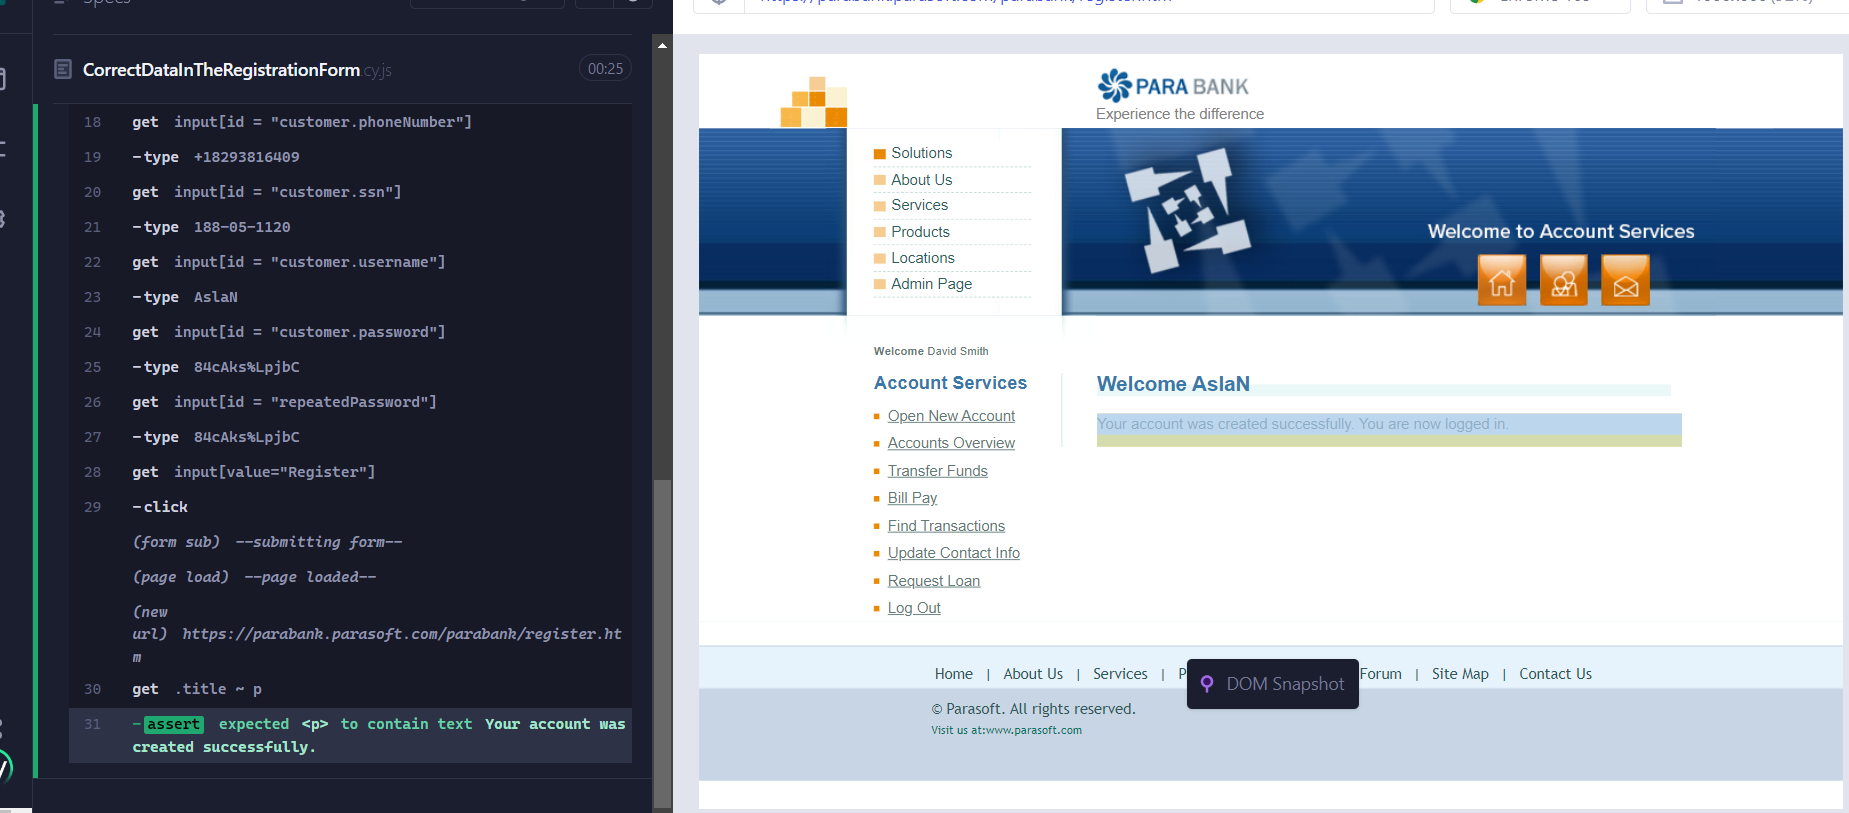 Specs
CorrectDataInTheRegistrationForm.cy.js
00:25
18 get input[id = "customer.phoneNumber"]
19 -type +18293816409
20 get input[id = "customer.ssn"]
21 -type 188-05-1120
22 get input[id = "customer.username"]
23 -type AslaN
24 get input[id = "customer.password"]
25 -type 84cAks%LpjbC
26 get input[id = "repeatedPassword"]
27 -type 84cAks%LpjbC
28 get input[value="Register"]
29 -click
(form sub) --submitting form--
(page load) --page loaded--
(new
url) https://parabank.parasoft.com/parabank/register.ht
m
30 get .title ~ p
31 -assert expected <p> to contain text Your account was
created successfully.
https://parabank.parasoft.com/parabank/register.htm
PARA BANK
Experience the difference
Solutions
About Us
Services
Products
Locations
Admin Page
Welcome to Account Services
Welcome David Smith
Account Services
Open New Account
Accounts Overview
Transfer Funds
Bill Pay
Find Transactions
Update Contact Info
Request Loan
Log Out
Welcome AslaN
Your account was created successfully. You are now logged in.
Home | About Us | Services | P
DOM Snapshot
Forum | Site Map | Contact Us
© Parasoft. All rights reserved.
Visit us at:www.parasoft.com